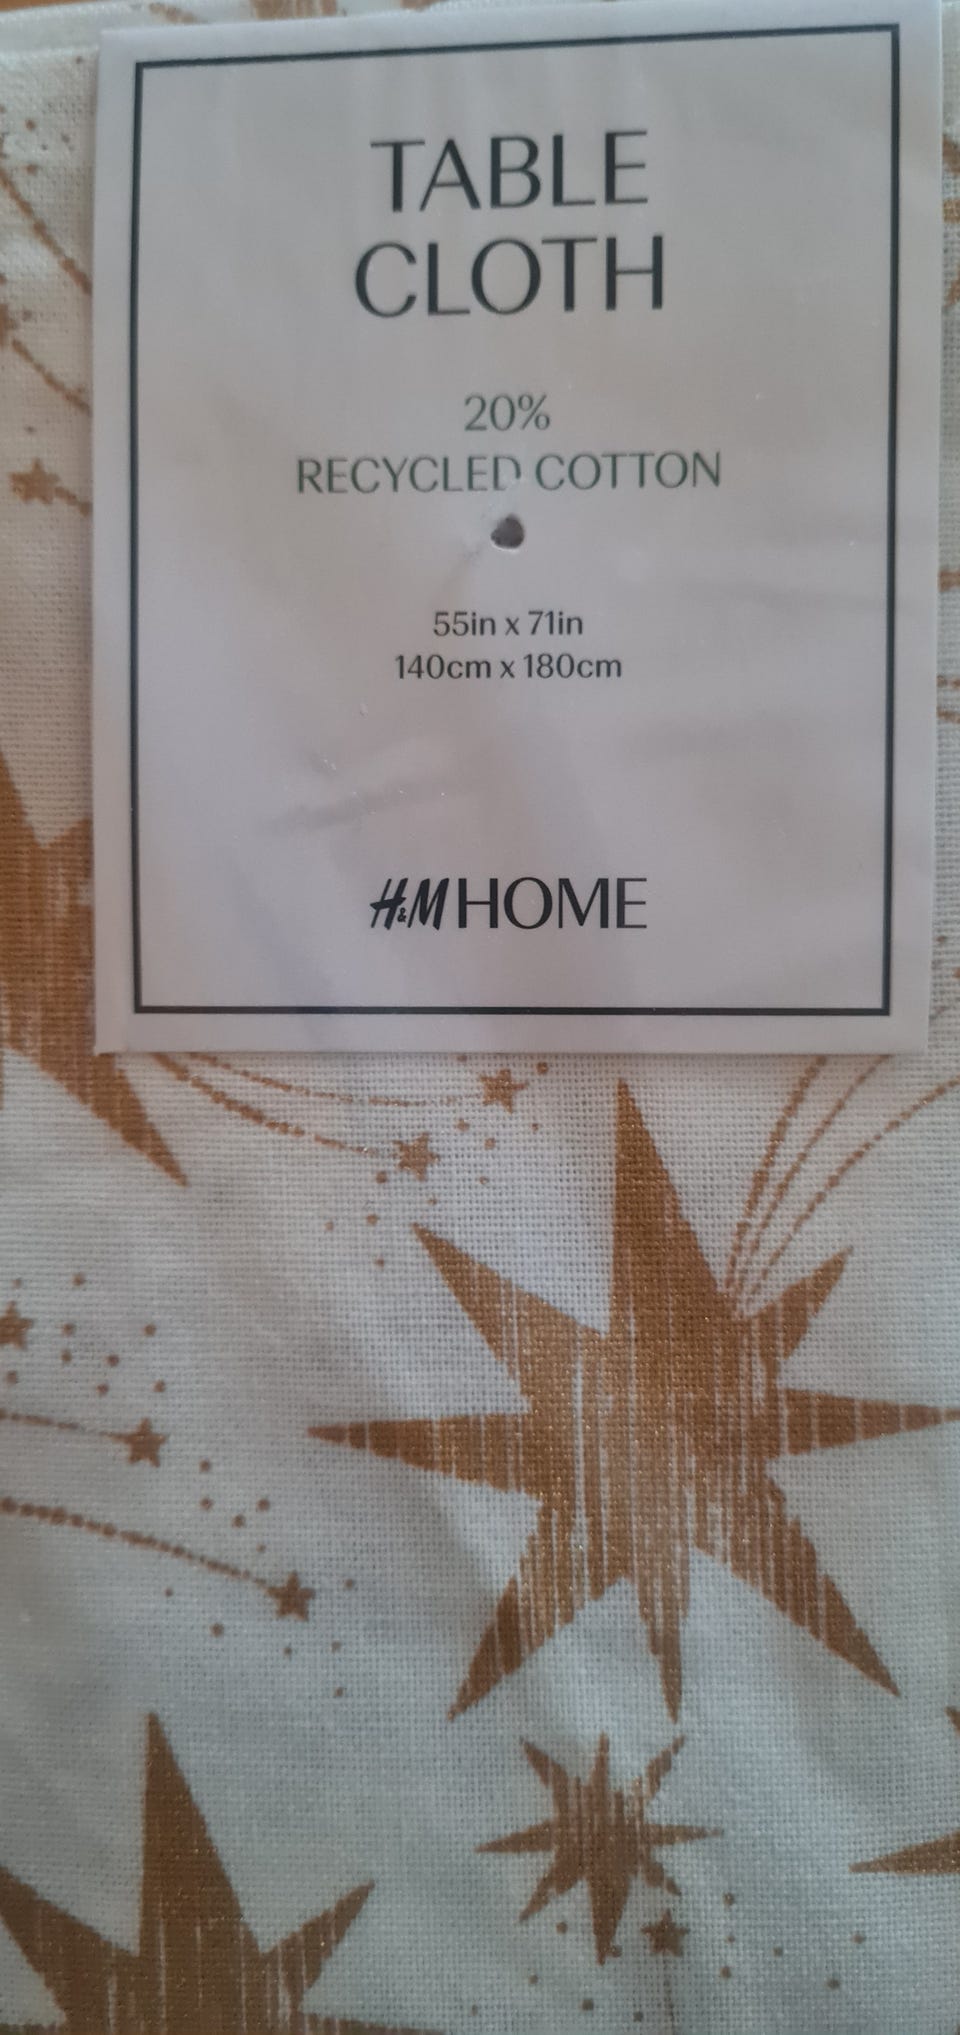 TABLE
CLOTH
20%
RECYCLED COTTON
55in x 71in
140cm x 180cm
H&M HOME